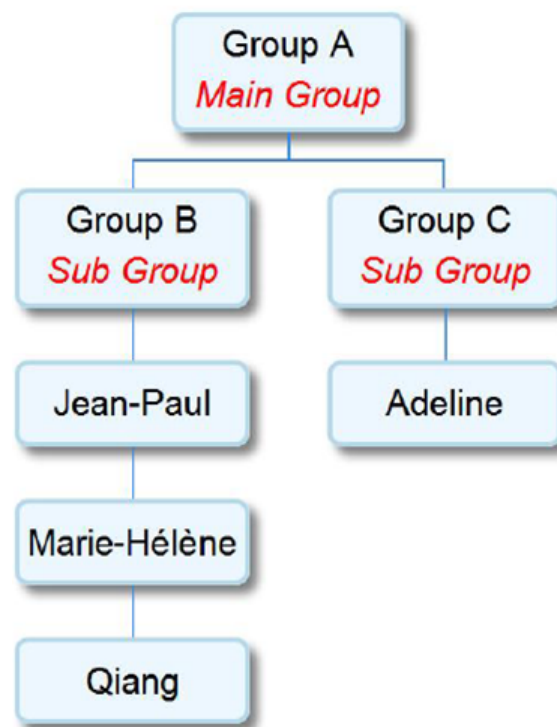 Group A
Main Group
Group B
Sub Group
Group C
Sub Group
Jean-Paul
Adeline
Marie-Hélène
Qiang